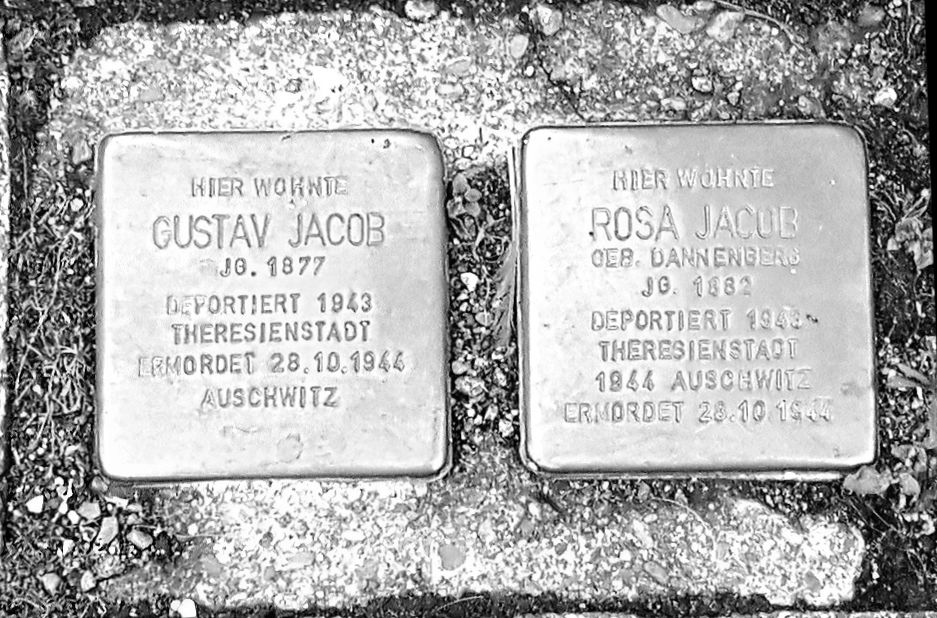 HIER WOHNTE
GUSTAV JACOB
JG. 1877
DEPORTIERT 1943
THERESIENSTADT
ERMORDET 28.10.1944
AUSCHWITZ
HIER WOHNTE
ROSA JACOB
GEB. DANNENBERG
JG. 1882
DEPORTIERT 1943
THERESIENSTADT
1944 AUSCHWITZ
ERMORDET 28.10.1944